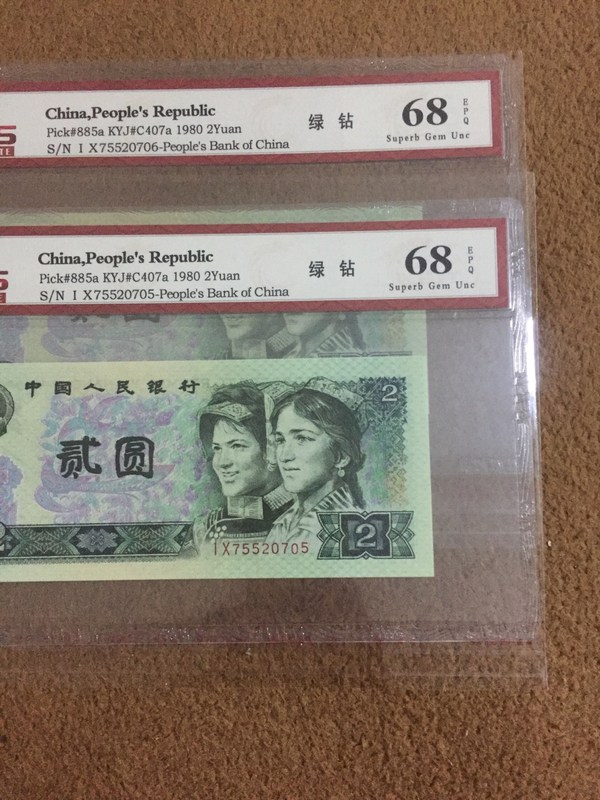 China,People's Republic
Pick#885a KYJ#C407a 1980 2Yuan
S/N I X75520706-People's Bank of China
绿钻
68
EPQ
Superb Gem Unc
China,People's Republic
Pick#885a KYJ#C407a 1980 2Yuan
S/N I X75520705-People's Bank of China
绿钻
68
EPQ
Superb Gem Unc
中国人民银行
2
贰圆
IX75520705
2